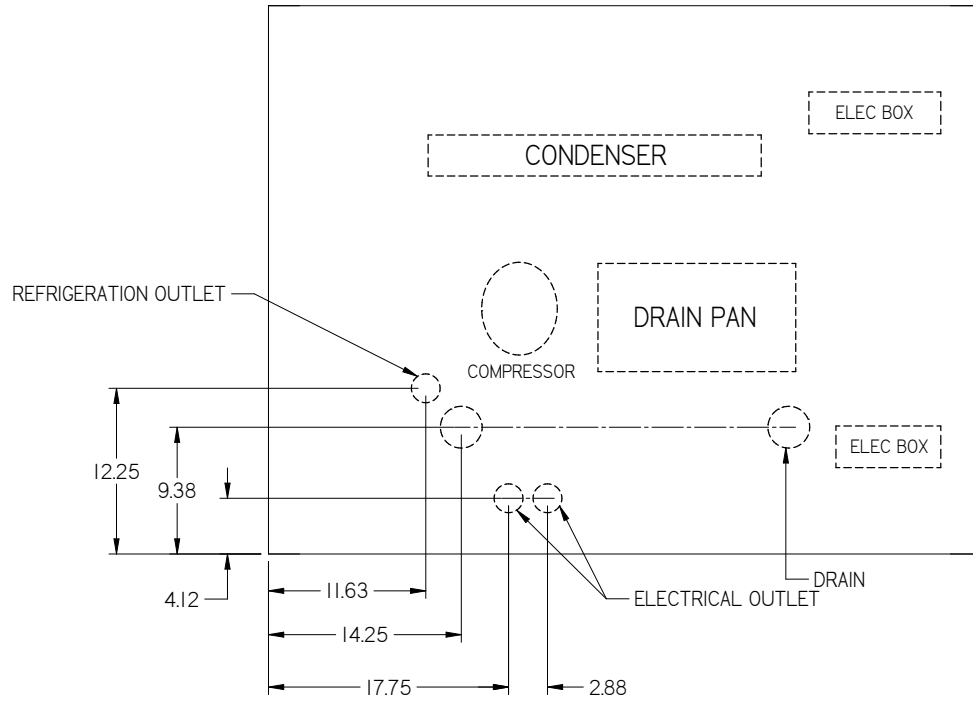 ELEC BOX
CONDENSER
REFRIGERATION OUTLET
DRAIN PAN
COMPRESSOR
12.25
9.38
ELEC BOX
4.12
11.63
DRAIN
ELECTRICAL OUTLET
14.25
17.75
2.88